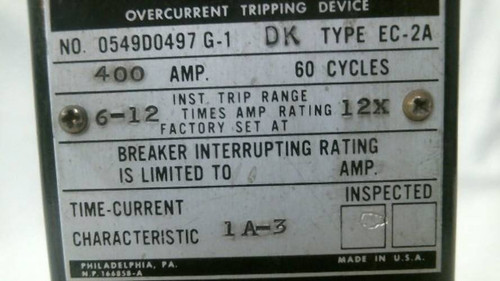 OVERCURRENT TRIPPING DEVICE
NO. 0549D0497 G-1 DK TYPE EC-2A
400 AMP. 60 CYCLES
INST. TRIP RANGE
6-12 TIMES AMP RATING 12X
FACTORY SET AT
BREAKER INTERRUPTING RATING
IS LIMITED TO AMP.
INSPECTED
TIME-CURRENT
CHARACTERISTIC 1A-3
PHILADELPHIA, PA. MADE IN U.S.A.
N.P. 166858-A